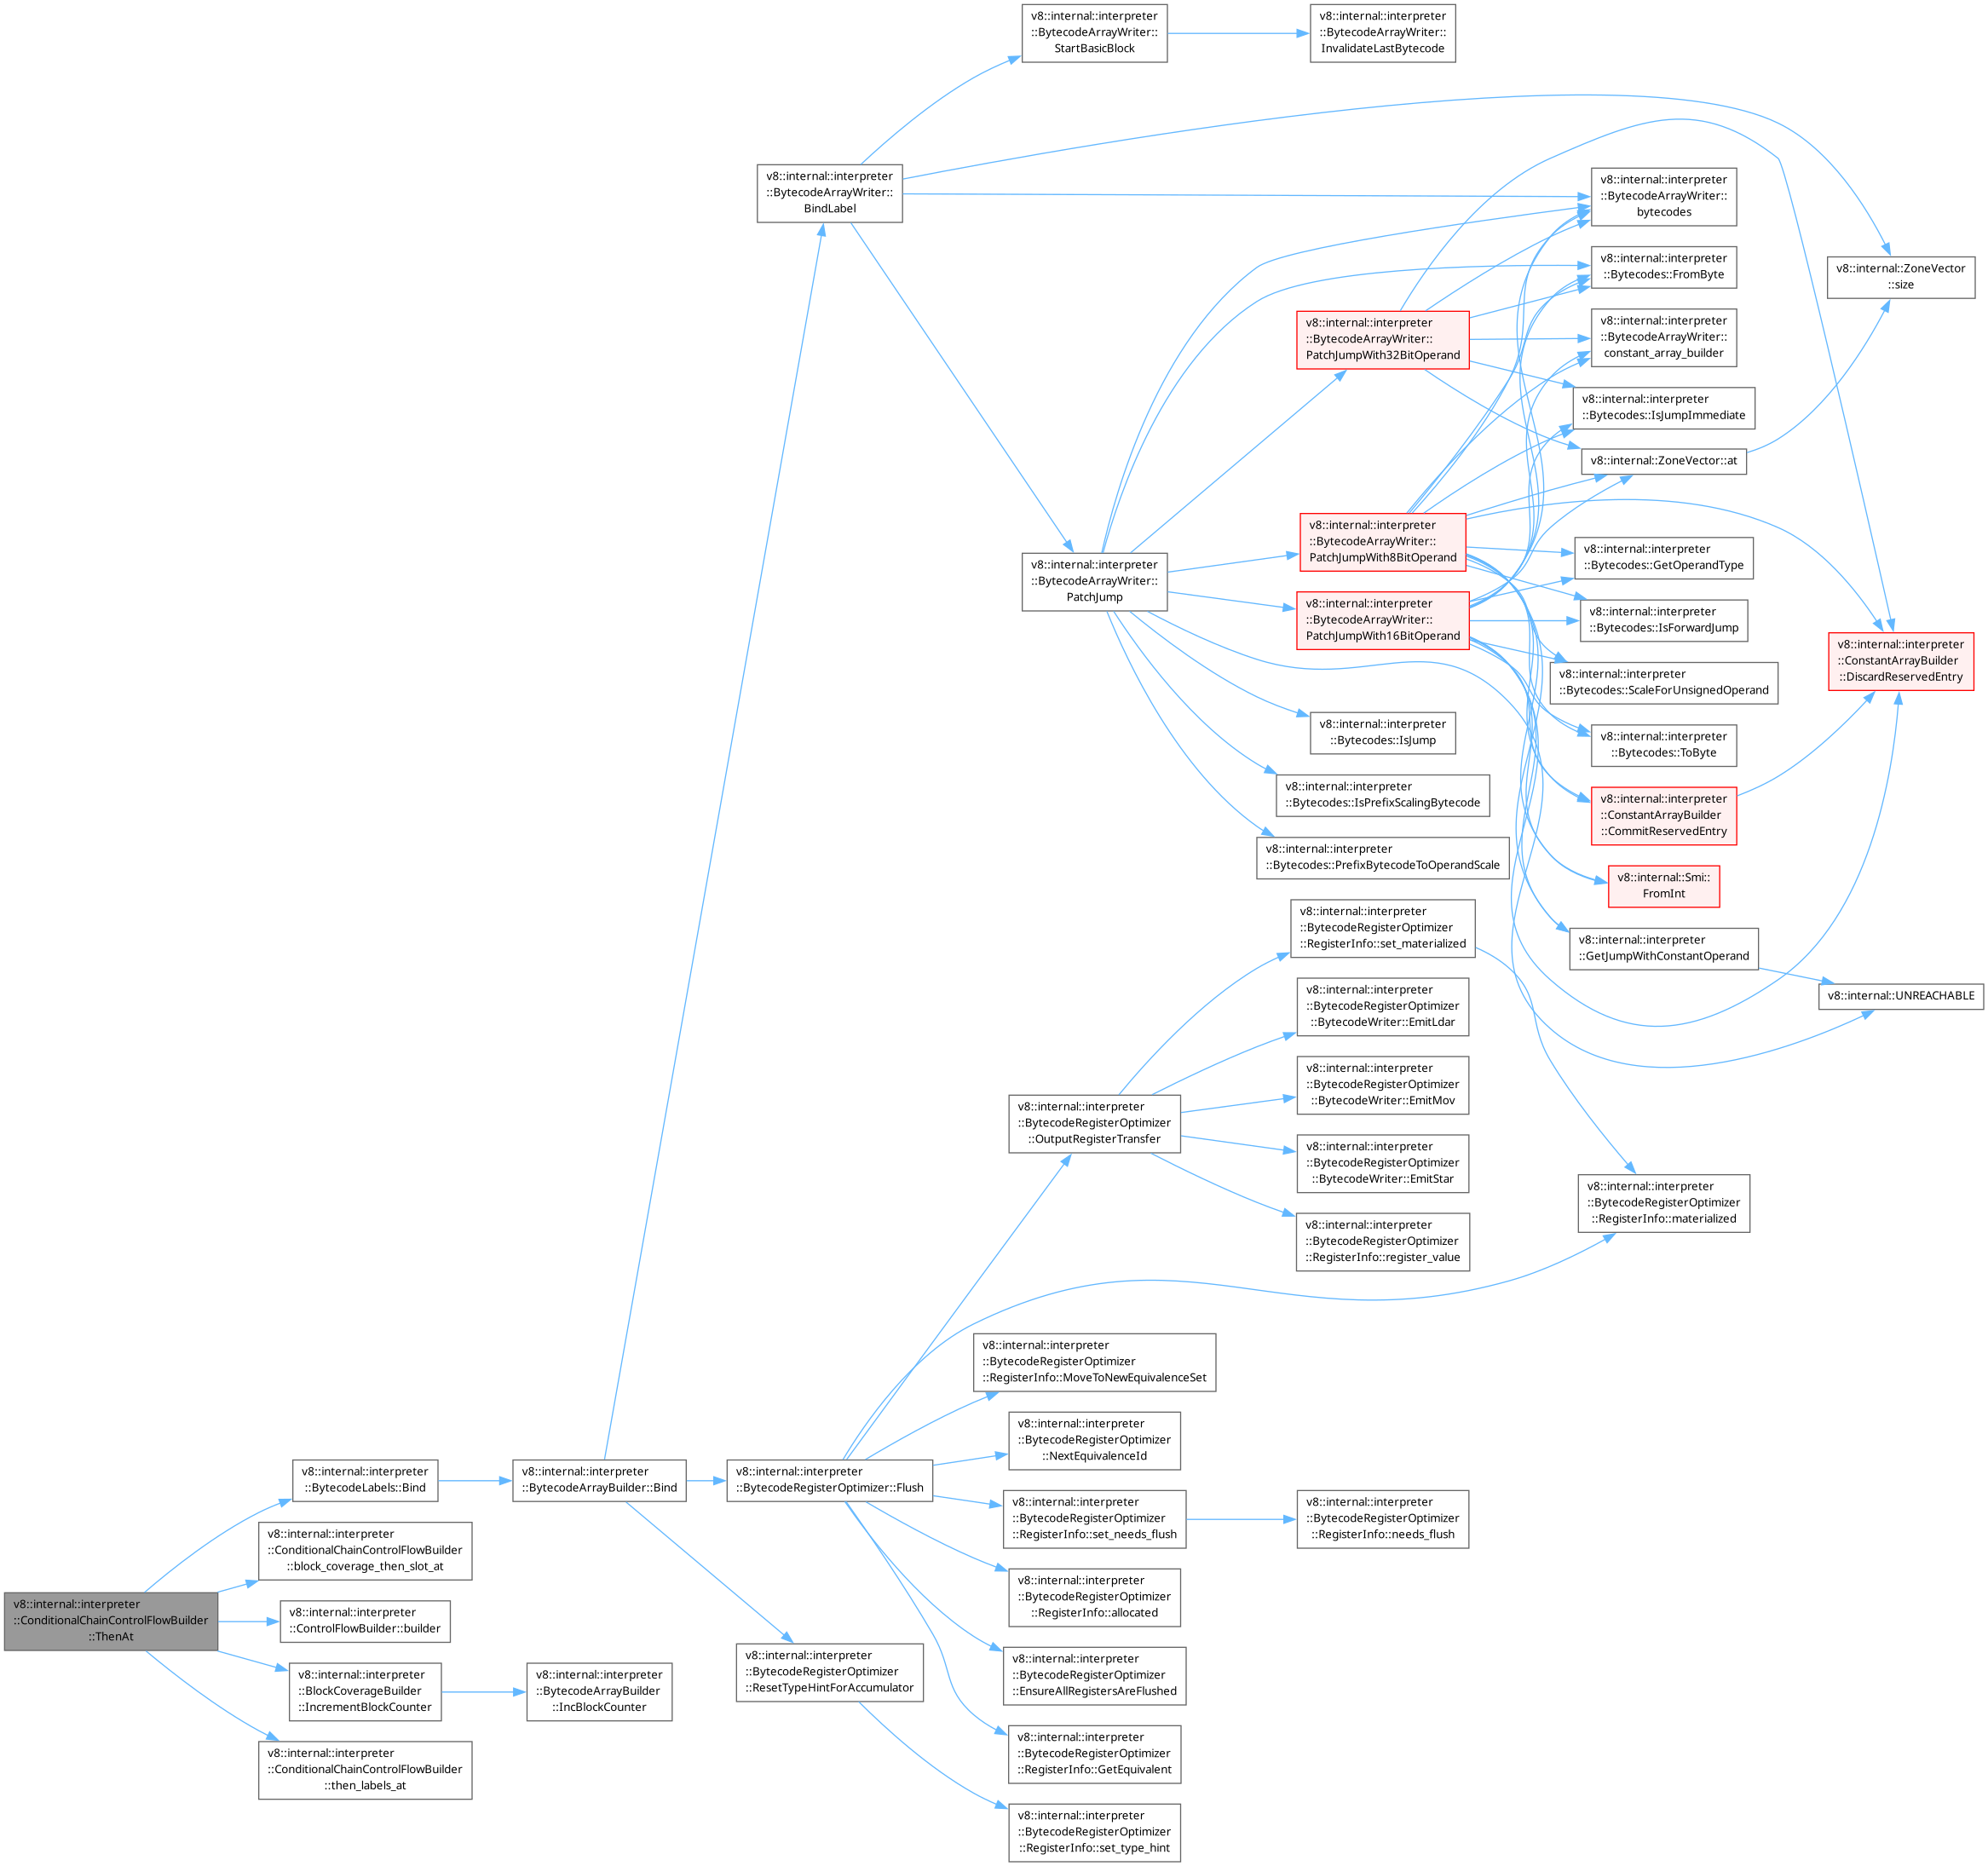 v8::internal::interpreter
::BytecodeArrayWriter::
StartBasicBlock
v8::internal::interpreter
::BytecodeArrayWriter::
InvalidateLastBytecode
v8::internal::interpreter
::BytecodeArrayWriter::
BindLabel
v8::internal::interpreter
::BytecodeArrayWriter::
bytecodes
v8::internal::interpreter
::Bytecodes::FromByte
v8::internal::ZoneVector
::size
v8::internal::interpreter
::BytecodeArrayWriter::
PatchJumpWith32BitOperand
v8::internal::interpreter
::BytecodeArrayWriter::
constant_array_builder
v8::internal::interpreter
::Bytecodes::IsJumpImmediate
v8::internal::ZoneVector::at
v8::internal::interpreter
::BytecodeArrayWriter::
PatchJumpWith8BitOperand
v8::internal::interpreter
::Bytecodes::GetOperandType
v8::internal::interpreter
::BytecodeArrayWriter::
PatchJump
v8::internal::interpreter
::BytecodeArrayWriter::
PatchJumpWith16BitOperand
v8::internal::interpreter
::Bytecodes::IsForwardJump
v8::internal::interpreter
::ConstantArrayBuilder
::DiscardReservedEntry
v8::internal::interpreter
::Bytecodes::ScaleForUnsignedOperand
v8::internal::interpreter
::Bytecodes::IsJump
v8::internal::interpreter
::Bytecodes::ToByte
v8::internal::interpreter
::Bytecodes::IsPrefixScalingBytecode
v8::internal::interpreter
::ConstantArrayBuilder
::CommitReservedEntry
v8::internal::interpreter
::Bytecodes::PrefixBytecodeToOperandScale
v8::internal::Smi::
FromInt
v8::internal::interpreter
::BytecodeRegisterOptimizer
::RegisterInfo::set_materialized
v8::internal::interpreter
::GetJumpWithConstantOperand
v8::internal::UNREACHABLE
v8::internal::interpreter
::BytecodeRegisterOptimizer
::BytecodeWriter::EmitLdar
v8::internal::interpreter
::BytecodeRegisterOptimizer
::BytecodeWriter::EmitMov
v8::internal::interpreter
::BytecodeRegisterOptimizer
::OutputRegisterTransfer
v8::internal::interpreter
::BytecodeRegisterOptimizer
::BytecodeWriter::EmitStar
v8::internal::interpreter
::BytecodeRegisterOptimizer
::RegisterInfo::materialized
v8::internal::interpreter
::BytecodeRegisterOptimizer
::RegisterInfo::register_value
v8::internal::interpreter
::BytecodeRegisterOptimizer
::RegisterInfo::MoveToNewEquivalenceSet
v8::internal::interpreter
::BytecodeRegisterOptimizer
::NextEquivalenceId
v8::internal::interpreter
::BytecodeLabels::Bind
v8::internal::interpreter
::BytecodeArrayBuilder::Bind
v8::internal::interpreter
::BytecodeRegisterOptimizer::Flush
v8::internal::interpreter
::BytecodeRegisterOptimizer
::RegisterInfo::set_needs_flush
v8::internal::interpreter
::BytecodeRegisterOptimizer
::RegisterInfo::needs_flush
v8::internal::interpreter
::ConditionalChainControlFlowBuilder
::block_coverage_then_slot_at
v8::internal::interpreter
::BytecodeRegisterOptimizer
::RegisterInfo::allocated
v8::internal::interpreter
::ConditionalChainControlFlowBuilder
::ThenAt
v8::internal::interpreter
::ControlFlowBuilder::builder
v8::internal::interpreter
::BytecodeRegisterOptimizer
::EnsureAllRegistersAreFlushed
v8::internal::interpreter
::BytecodeRegisterOptimizer
::ResetTypeHintForAccumulator
v8::internal::interpreter
::BlockCoverageBuilder
::IncrementBlockCounter
v8::internal::interpreter
::BytecodeArrayBuilder
::IncBlockCounter
v8::internal::interpreter
::BytecodeRegisterOptimizer
::RegisterInfo::GetEquivalent
v8::internal::interpreter
::ConditionalChainControlFlowBuilder
::then_labels_at
v8::internal::interpreter
::BytecodeRegisterOptimizer
::RegisterInfo::set_type_hint